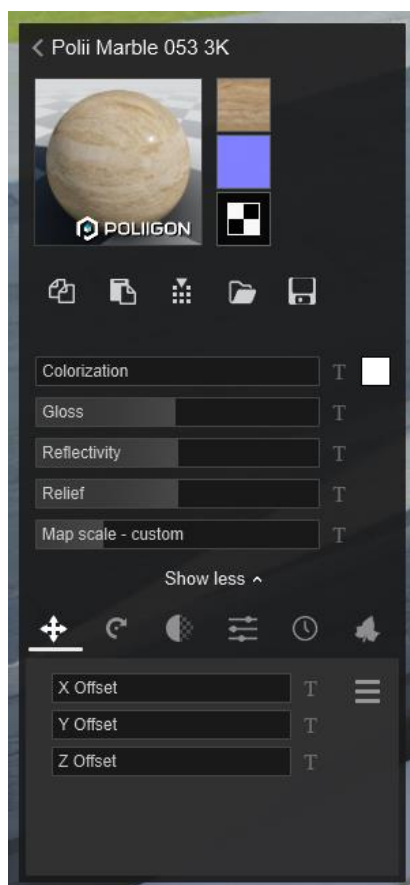 Polii Marble 053 3K
POLIIGON
Colorization T
Gloss T
Reflectivity T
Relief T
Map scale - custom T
Show less
X Offset T
Y Offset T
Z Offset T